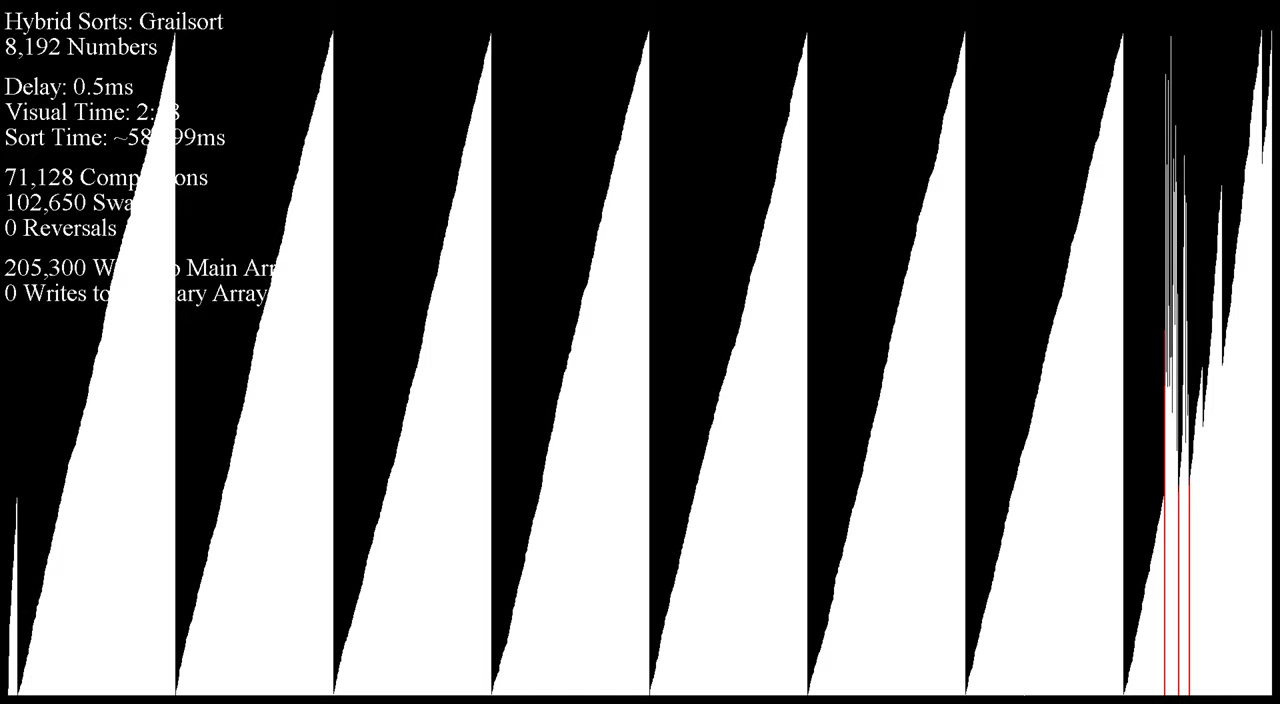 Hybrid Sorts: Grailsort
8,192 Numbers
Delay: 0.5ms
Visual Time:
Sort Time:
71,128
102,650
0 Reversals
205,300 Main
0 Writes to Array